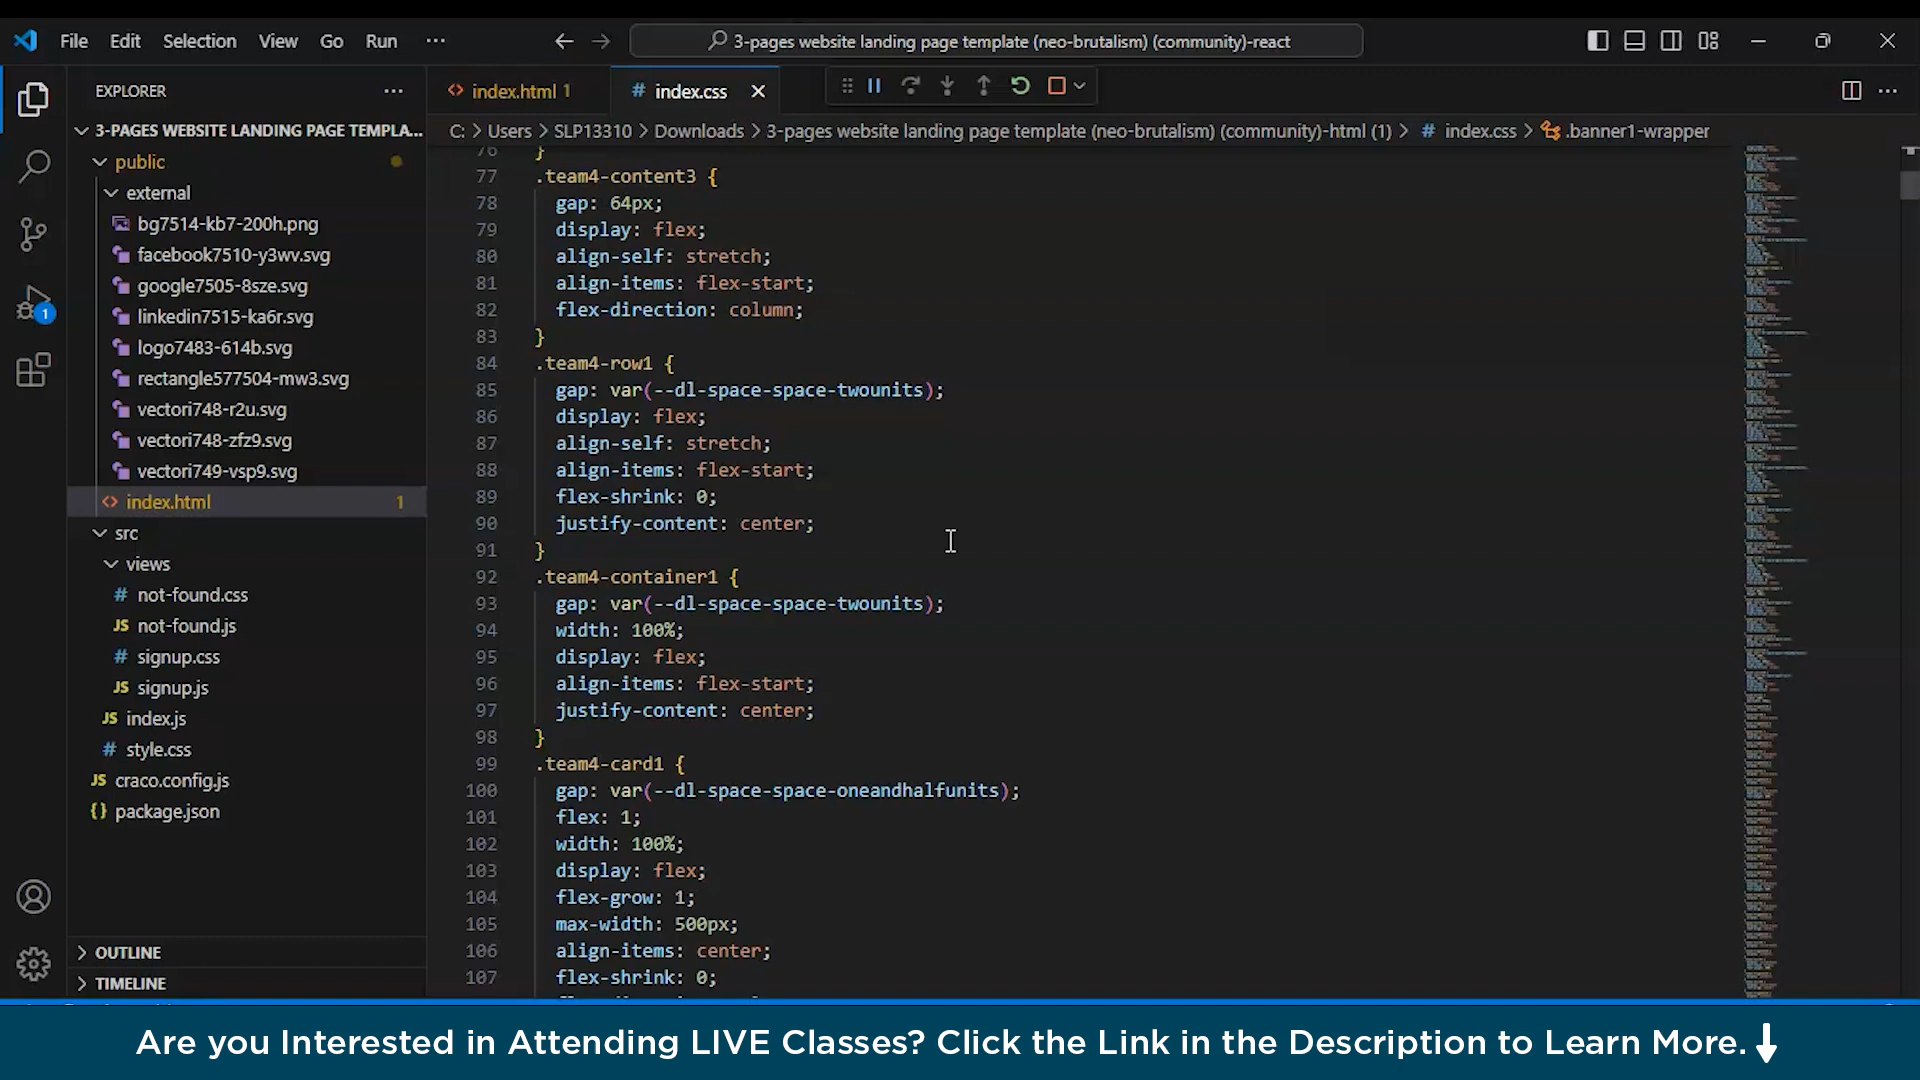 File Edit Selection View Go Run ···
3-pages website landing page template (neo-brutalism) (community)-react
EXPLORER
3-PAGES WEBSITE LANDING PAGE TEMPLA...
public
external
bg7514-kb7-200h.png
facebook7510-y3wv.svg
google7505-8sze.svg
linkedin7515-ka6r.svg
logo7483-614b.svg
rectangle577504-mw3.svg
vectori748-r2u.svg
vectori748-zfz9.svg
vectori749-vsp9.svg
<> index.html 1
src
views
# not-found.css
JS not-found.js
# signup.css
JS signup.js
JS index.js
# style.css
JS craco.config.js
{} package.json
OUTLINE
TIMELINE
1
<> index.html 1
# index.css
C: > Users > SLP13310 > Downloads > 3-pages website landing page template (neo-brutalism) (community)-html (1) > # index.css > .banner1-wrapper
76 }
77 .team4-content3 {
78 gap: 64px;
79 display: flex;
80 align-self: stretch;
81 align-items: flex-start;
82 flex-direction: column;
83 }
84 .team4-row1 {
85 gap: var(--dl-space-space-twounits);
86 display: flex;
87 align-self: stretch;
88 align-items: flex-start;
89 flex-shrink: 0;
90 justify-content: center;
91 }
92 .team4-container1 {
93 gap: var(--dl-space-space-twounits);
94 width: 100%;
95 display: flex;
96 align-items: flex-start;
97 justify-content: center;
98 }
99 .team4-card1 {
100 gap: var(--dl-space-space-oneandhalfunits);
101 flex: 1;
102 width: 100%;
103 display: flex;
104 flex-grow: 1;
105 max-width: 500px;
106 align-items: center;
107 flex-shrink: 0;
Are you Interested in Attending LIVE Classes? Click the Link in the Description to Learn More.